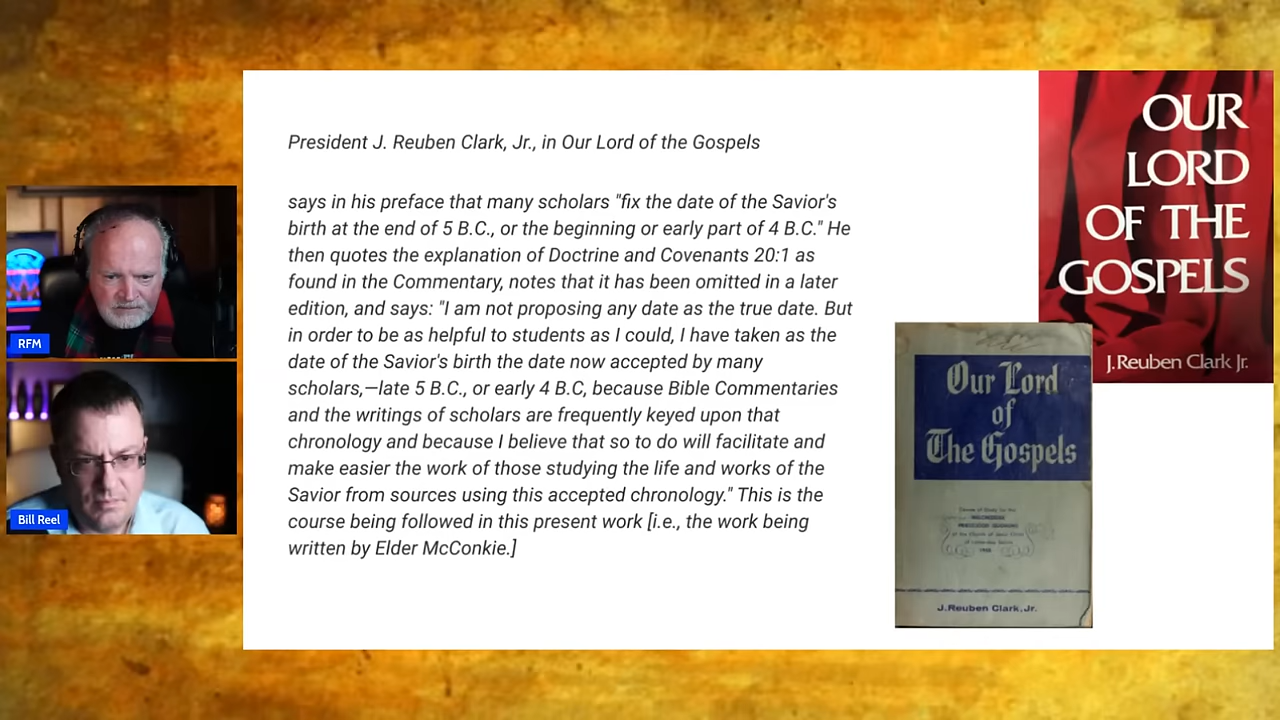 President J. Reuben Clark, Jr., in Our Lord of the Gospels
says in his preface that many scholars "fix the date of the Savior's
birth at the end of 5 B.C., or the beginning or early part of 4 B.C." He
then quotes the explanation of Doctrine and Covenants 20:1 as
found in the Commentary, notes that it has been omitted in a later
edition, and says: "I am not proposing any date as the true date. But
in order to be as helpful to students as I could, I have taken as the
date of the Savior's birth the date now accepted by many
scholars,—late 5 B.C., or early 4 B.C, because Bible Commentaries
and the writings of scholars are frequently keyed upon that
chronology and because I believe that so to do will facilitate and
make easier the work of those studying the life and works of the
Savior from sources using this accepted chronology." This is the
course being followed in this present work [i.e., the work being
written by Elder McConkie.]
OUR
LORD
OF THE
GOSPELS
J. Reuben Clark Jr.
Our Lord
of
The Gospels
J. Reuben Clark, Jr.
RFM
Bill Reel